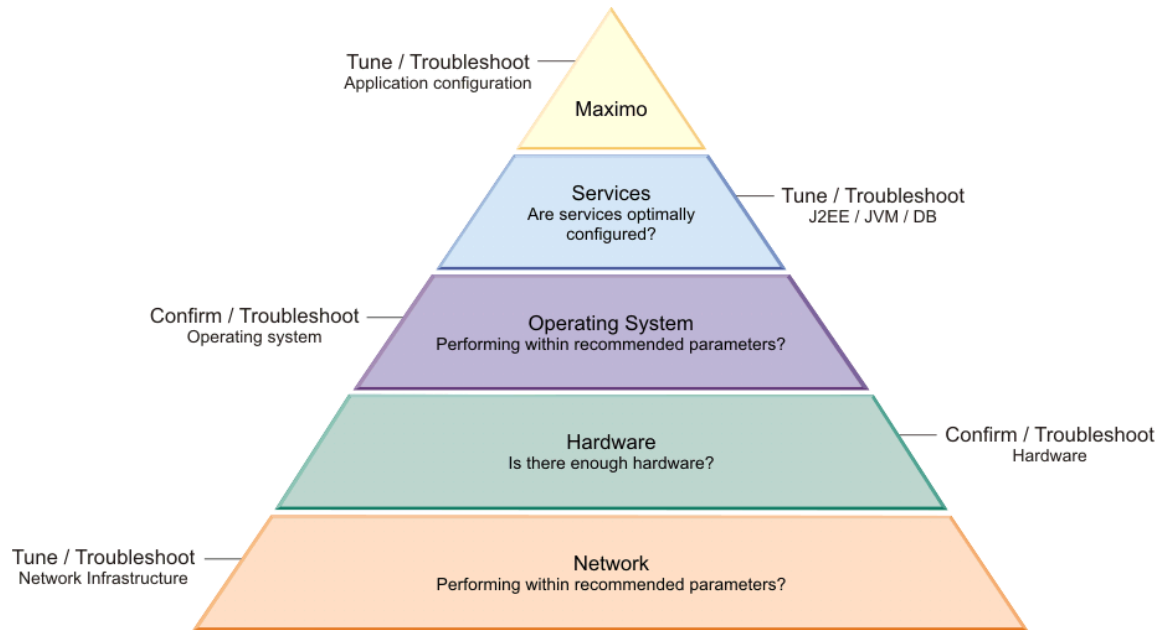 Tune / Troubleshoot
Application configuration
Maximo
Services
Are services optimally
configured?
Tune / Troubleshoot
J2EE / JVM / DB
Confirm / Troubleshoot
Operating system
Operating System
Performing within recommended parameters?
Hardware
Is there enough hardware?
Confirm / Troubleshoot
Hardware
Tune / Troubleshoot
Network Infrastructure
Network
Performing within recommended parameters?